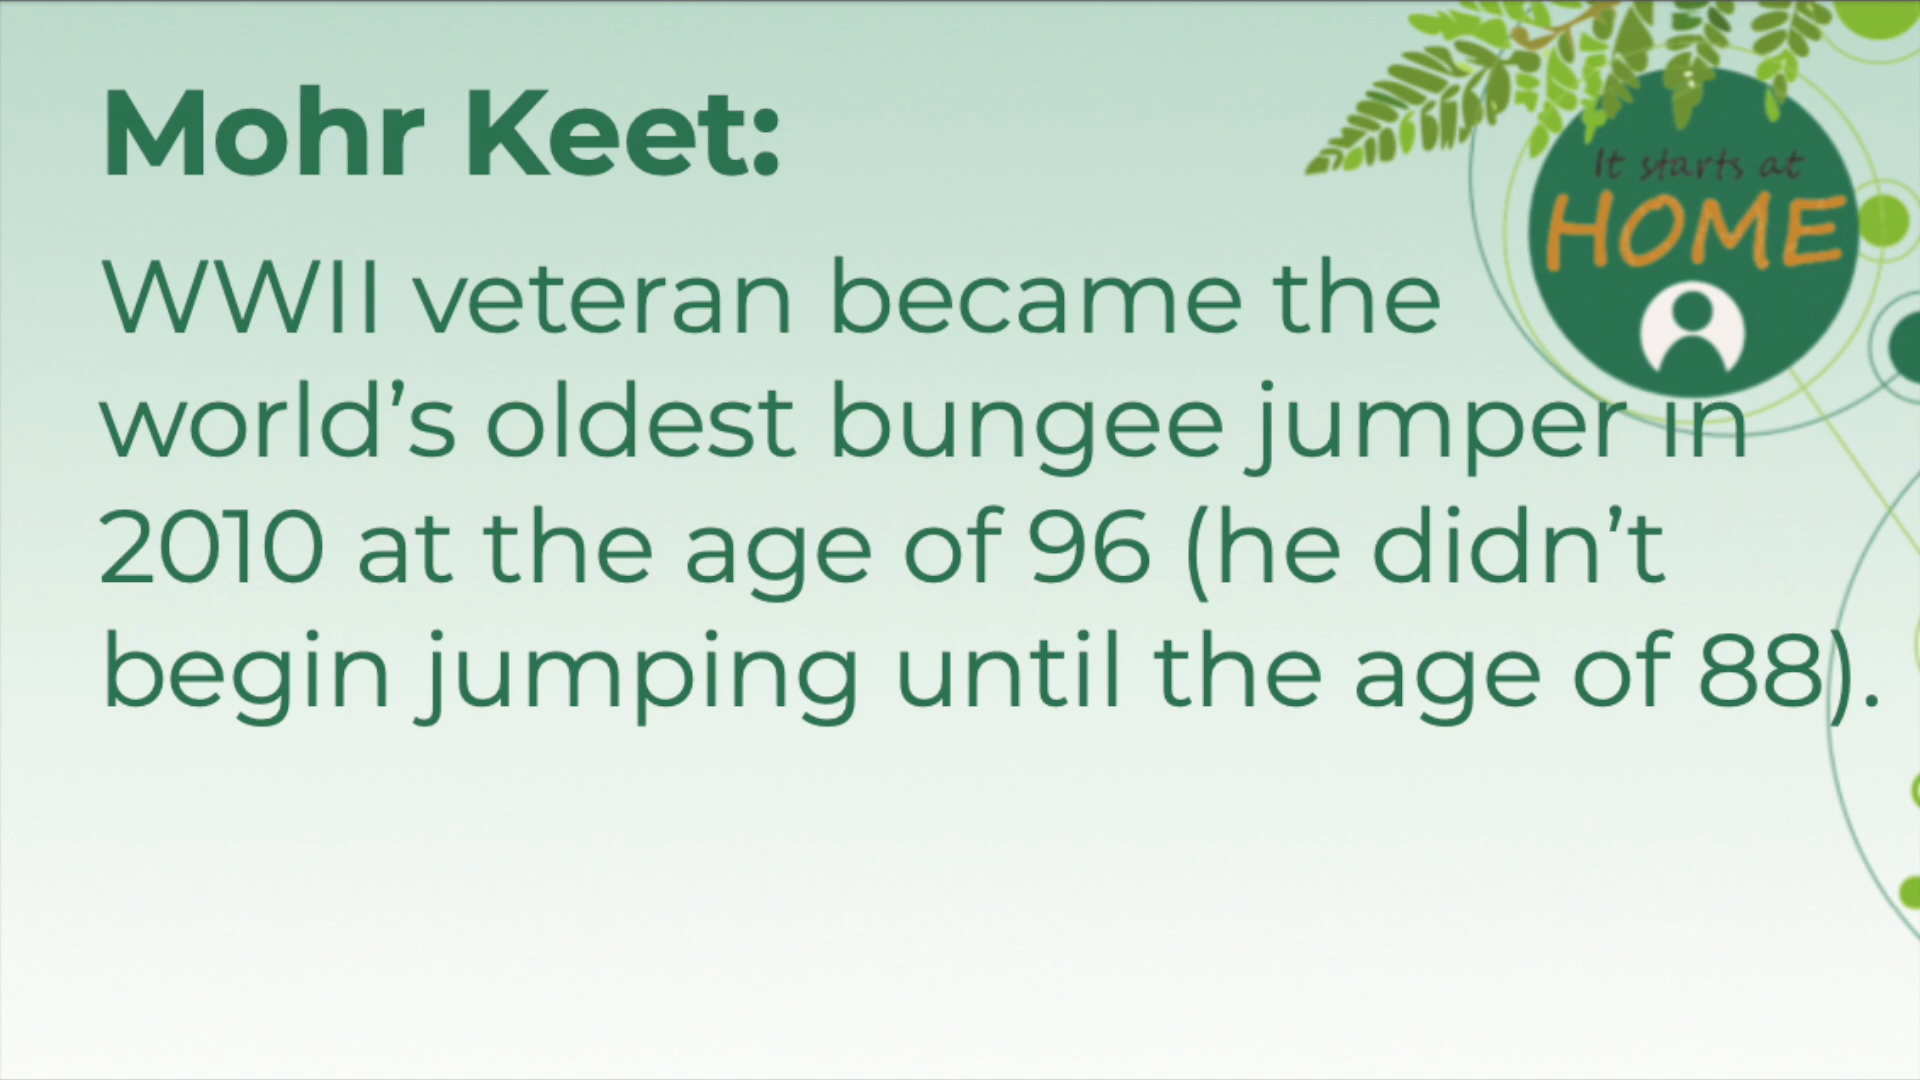 Mohr Keet:
It starts at
HOME
WWII veteran became the
world’s oldest bungee jumper in
2010 at the age of 96 (he didn’t
begin jumping until the age of 88).